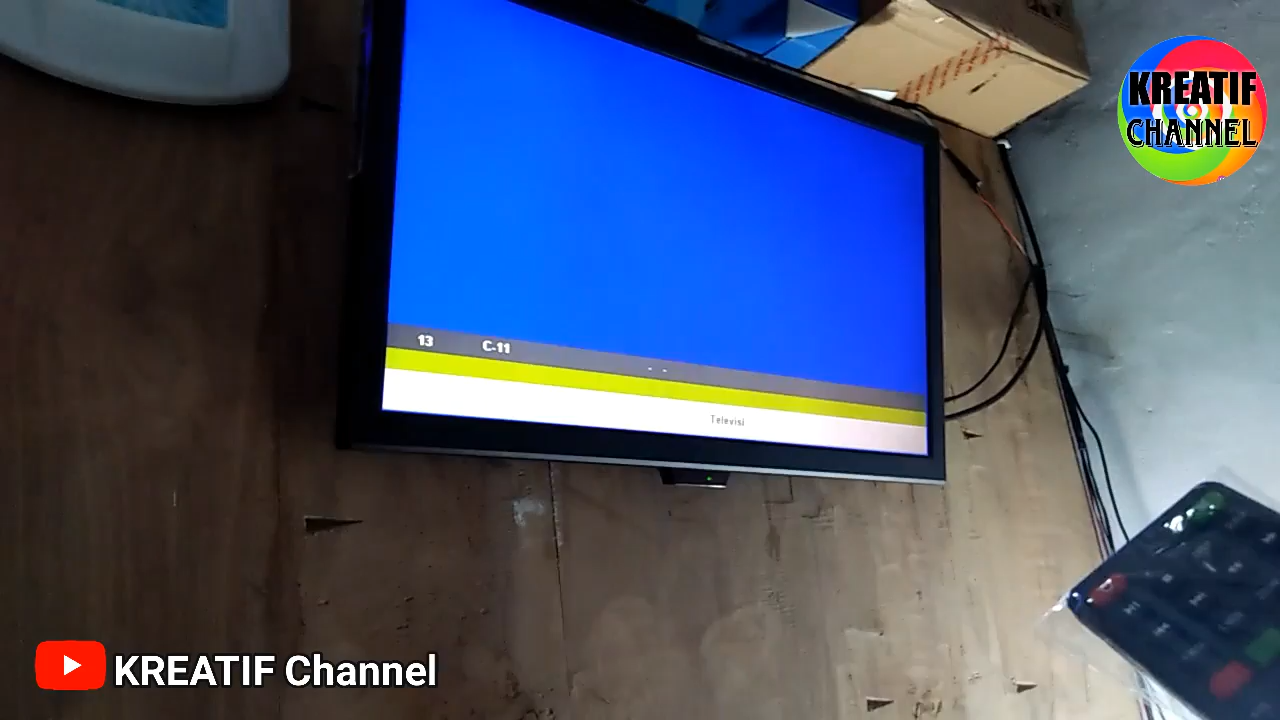 KREATIF
CHANNEL
13 C-11
- -
Televisi
KREATIF Channel